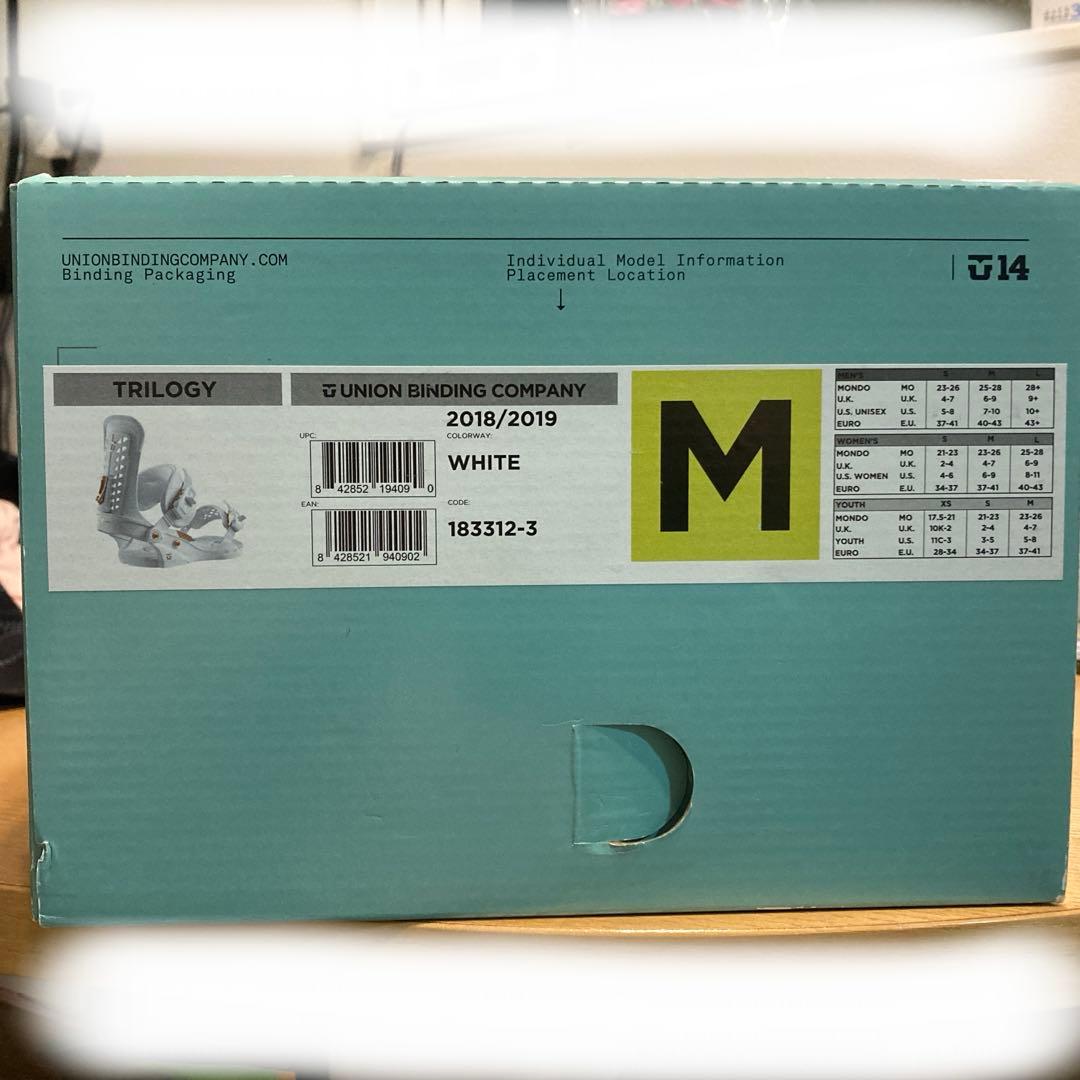 UNIONBINDINGCOMPANY.COM
Binding Packaging
Individual Model Information
Placement Location
↓
14
TRILOGY
UNION BINDING COMPANY
2018/2019
UPC:
COLORWAY:
WHITE
8 42852 19409 0
EAN:
CODE:
183312-3
8 428521 940902
M
MEN'S S M L
MONDO MO 23-26 25-28 28+
U.K. U.K. 4-7 6-9 9+
U.S. UNISEX U.S. 5-8 7-10 10+
EURO E.U. 37-41 40-43 43+
WOMEN'S S M L
MONDO MO 21-23 23-26 25-28
U.K. U.K. 2-4 4-7 6-9
U.S. WOMEN U.S. 4-6 6-9 8-11
EURO E.U. 34-37 37-41 40-43
YOUTH XS S M
MONDO MO 17.5-21 21-23 23-26
U.K. U.K. 10K-2 2-4 4-7
YOUTH U.S. 11C-3 3-5 5-8
EURO E.U. 28-34 34-37 37-41